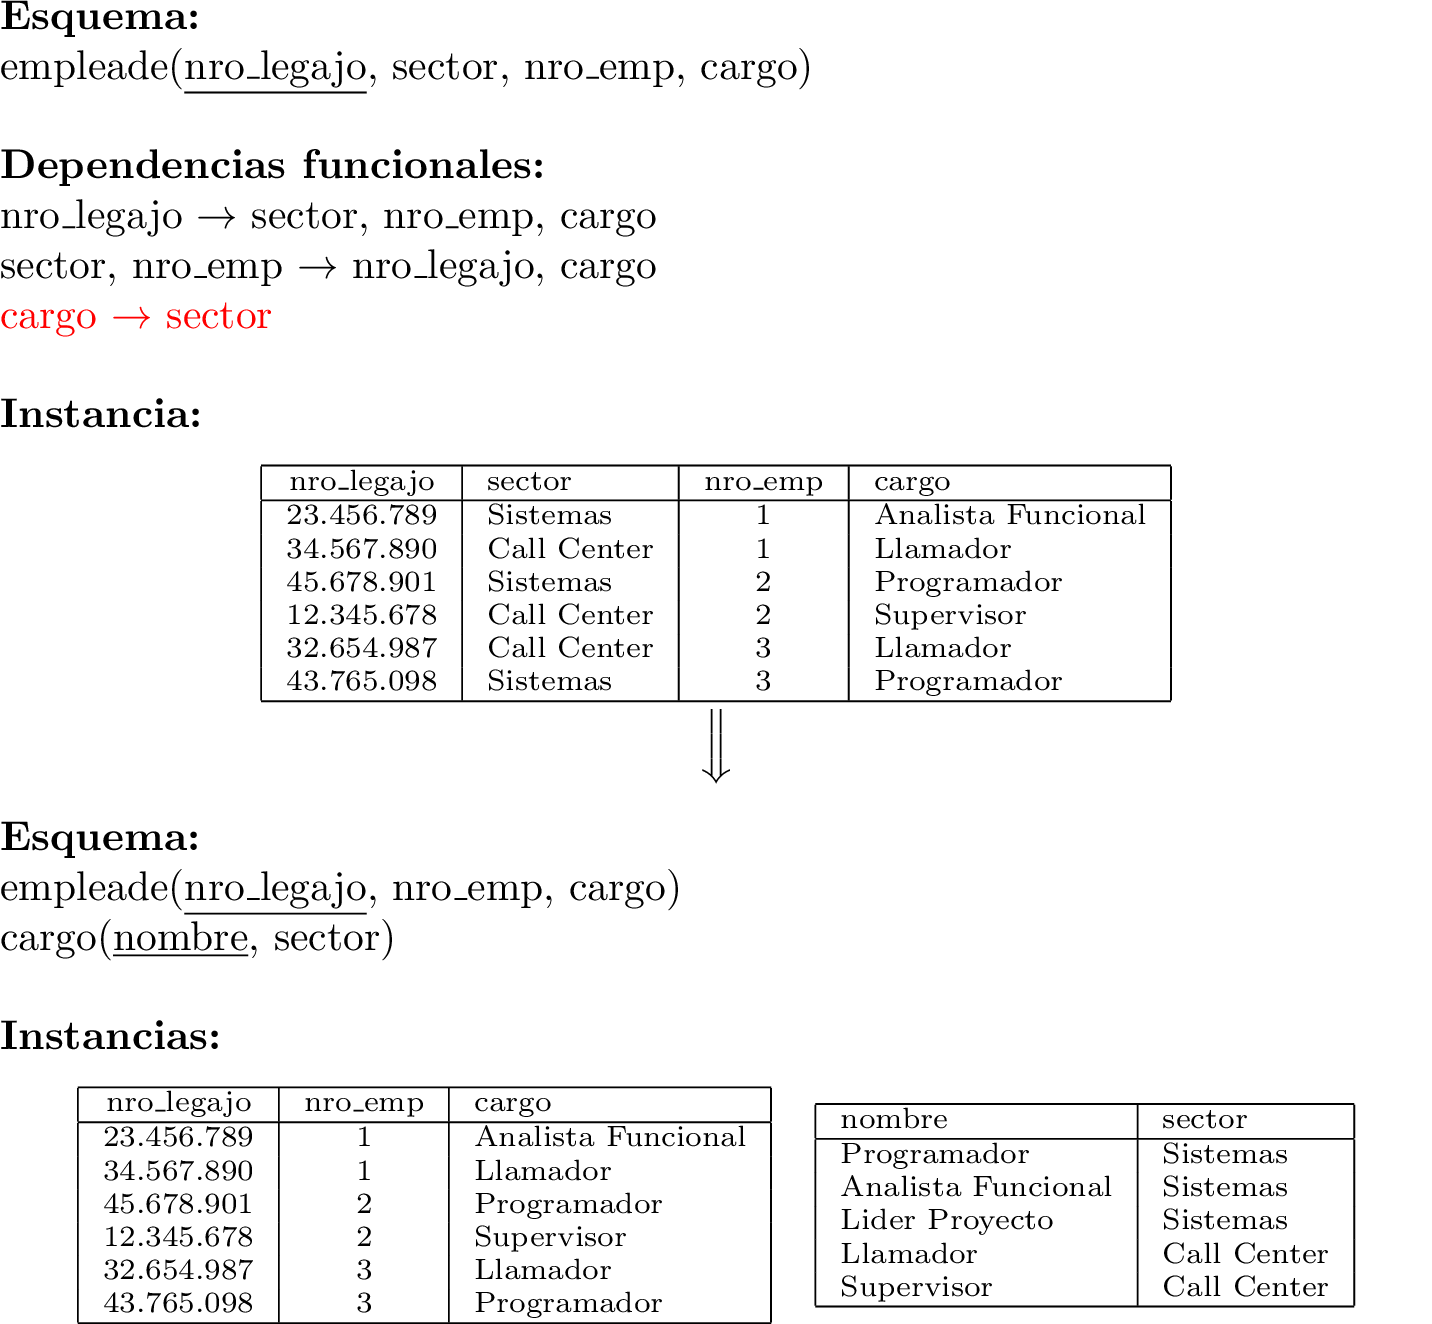 Esquema:
empleade(nro_legajo, sector, nro_emp, cargo)
Dependencias funcionales:
nro_legajo → sector, nro_emp, cargo
sector, nro_emp → nro_legajo, cargo
cargo → sector
Instancia:
nro_legajo sector nro_emp cargo
23.456.789 Sistemas 1 Analista Funcional
34.567.890 Call Center 1 Llamador
45.678.901 Sistemas 2 Programador
12.345.678 Call Center 2 Supervisor
32.654.987 Call Center 3 Llamador
43.765.098 Sistemas 3 Programador
⇓
Esquema:
empleade(nro_legajo, nro_emp, cargo)
cargo(nombre, sector)
Instancias:
nro_legajo nro_emp cargo
23.456.789 1 Analista Funcional
34.567.890 1 Llamador
45.678.901 2 Programador
12.345.678 2 Supervisor
32.654.987 3 Llamador
43.765.098 3 Programador
nombre sector
Programador Sistemas
Analista Funcional Sistemas
Lider Proyecto Sistemas
Llamador Call Center
Supervisor Call Center